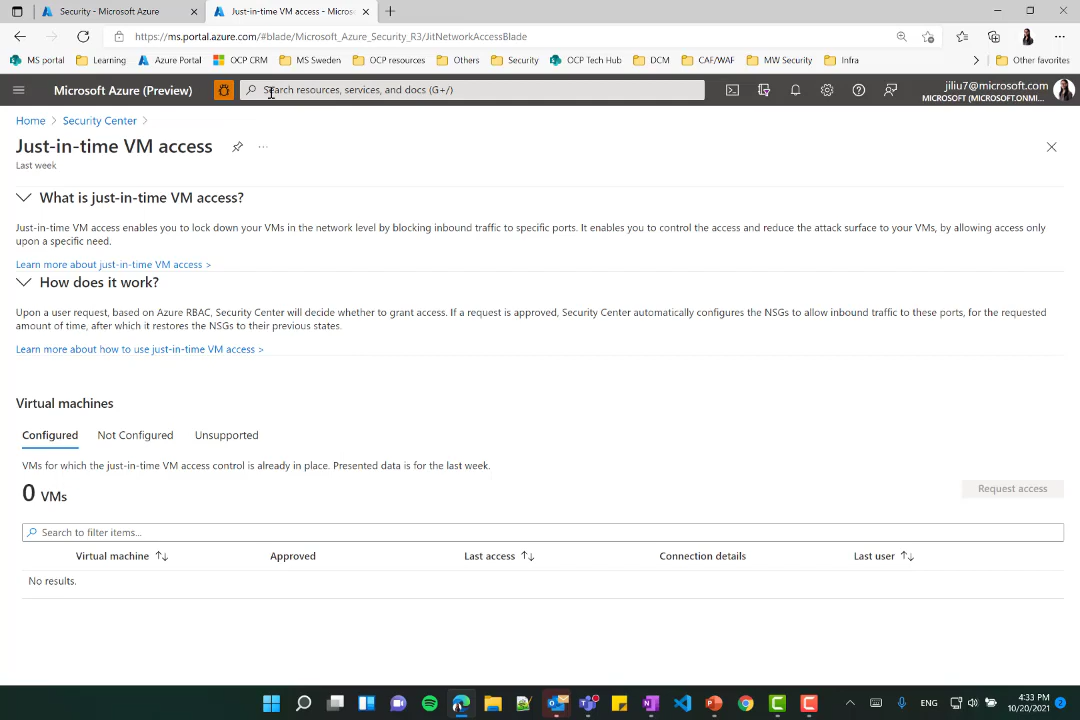 Security - Microsoft Azure
Just-in-time VM access - Micros
https://ms.portal.azure.com/#blade/Microsoft_Azure_Security_R3/JitNetworkAccessBlade
MS portal
Learning
Azure Portal
OCP CRM
MS Sweden
OCP resources
Others
Security
OCP Tech Hub
DCM
CAF/WAF
MW Security
Infra
Other favorites
Microsoft Azure (Preview)
Search resources, services, and docs (G+/)
jiliu7@microsoft.com
MICROSOFT (MICROSOFT.ONMI...
Home > Security Center >
Just-in-time VM access
Last week
What is just-in-time VM access?
Just-in-time VM access enables you to lock down your VMs in the network level by blocking inbound traffic to specific ports. It enables you to control the access and reduce the attack surface to your VMs, by allowing access only
upon a specific need.
Learn more about just-in-time VM access >
How does it work?
Upon a user request, based on Azure RBAC, Security Center will decide whether to grant access. If a request is approved, Security Center automatically configures the NSGs to allow inbound traffic to these ports, for the requested
amount of time, after which it restores the NSGs to their previous states.
Learn more about how to use just-in-time VM access >
Virtual machines
Configured
Not Configured
Unsupported
VMs for which the just-in-time VM access control is already in place. Presented data is for the last week.
0 VMs
Request access
Search to filter items...
Virtual machine
Approved
Last access
Connection details
Last user
No results.
ENG
4:33 PM
10/20/2021
2